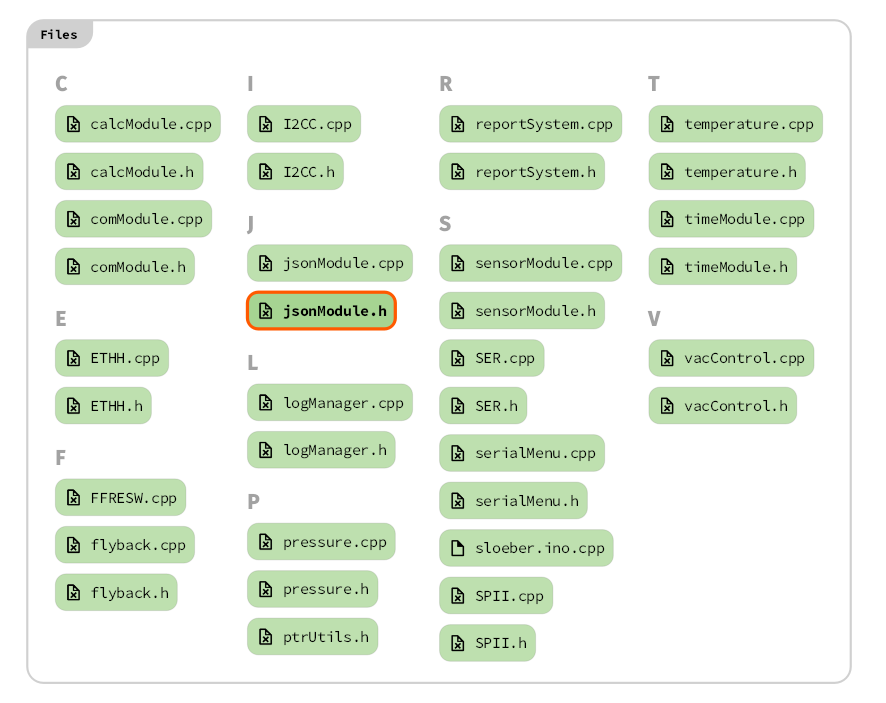 Files
C
calcModule.cpp
calcModule.h
comModule.cpp
comModule.h
E
ETHH.cpp
ETHH.h
F
FFRESW.cpp
flyback.cpp
flyback.h
I
I2CC.cpp
I2CC.h
J
jsonModule.cpp
jsonModule.h
L
logManager.cpp
logManager.h
P
pressure.cpp
pressure.h
ptrUtils.h
R
reportSystem.cpp
reportSystem.h
S
sensorModule.cpp
sensorModule.h
SER.cpp
SER.h
serialMenu.cpp
serialMenu.h
sloeber.ino.cpp
SPII.cpp
SPII.h
T
temperature.cpp
temperature.h
timeModule.cpp
timeModule.h
V
vacControl.cpp
vacControl.h